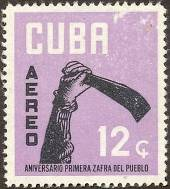 CUBA
AEREO
12 ¢
ANIVERSARIO PRIMERA ZAFRA DEL PUEBLO